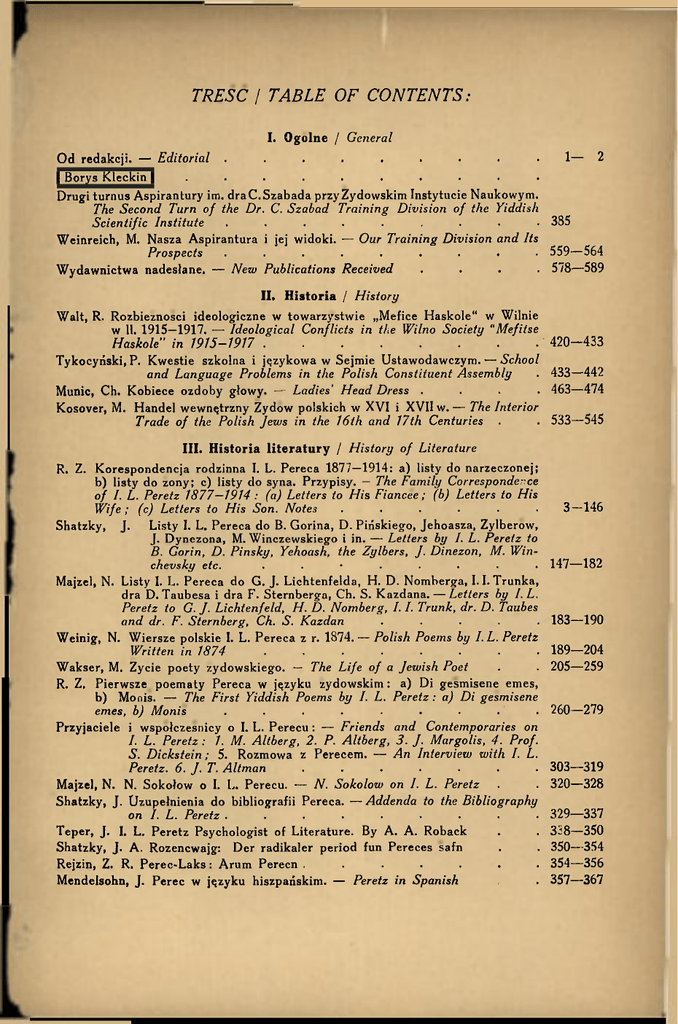 TRESC / TABLE OF CONTENTS:
I. Ogolne / General
Od redakcji. — Editorial . . . . . . . . . 1— 2
Borys Kleckin . . . . . . . . . .
Drugi turnus Aspirantury im. dra C. Szabada przy Zydowskim Instytucie Naukowym.
The Second Turn of the Dr. C. Szabad Training Division of the Yiddish
Scientific Institute . . . . . . . . . 385
Weinreich, M. Nasza Aspirantura i jej widoki. — Our Training Division and Its
Prospects . . . . . . . . . . 559—564
Wydawnictwa nadesłane. — New Publications Received . . . . 578—589
II. Historia / History
Walt, R. Rozbieznosci ideologiczne w towarzystwie „Mefice Haskole" w Wilnie
w ll. 1915-1917. — Ideological Conflicts in the Wilno Society "Mefitse
Haskole" in 1915-1917 . . . . . . . . 420—433
Tykocyński, P. Kwestie szkolna i językowa w Sejmie Ustawodawczym. — School
and Language Problems in the Polish Constituent Assembly . . 433—442
Munic, Ch. Kobiece ozdoby głowy. — Ladies' Head Dress . . . . 463—474
Kosover, M. Handel wewnętrzny Zydow polskich w XVI i XVII w. — The Interior
Trade of the Polish Jews in the 16th and 17th Centuries . . 533—545
III. Historia literatury / History of Literature
R. Z. Korespondencja rodzinna I. L. Pereca 1877—1914: a) listy do narzeczonej;
b) listy do zony; c) listy do syna. Przypisy. — The Family Correspondence
of I. L. Peretz 1877—1914 : (a) Letters to His Fiancée ; (b) Letters to His
Wife ; (c) Letters to His Son. Notes . . . . . . 3—146
Shatzky, J. Listy I. L. Pereca do B. Gorina, D. Pińskiego, Jehoasza, Zylberow,
J. Dynezona, M. Winczewskiego i in. — Letters by I. L. Peretz to
B. Gorin, D. Pinsky, Yehoash, the Zylbers, J. Dinezon, M. Win-
chevsky etc. . . . . . . . . . 147—182
Majzel, N. Listy I. L. Pereca do G. J. Lichtenfelda, H. D. Nomberga, I. I. Trunka,
dra D. Taubesa i dra F. Sternberga, Ch. S. Kazdana. — Letters by I. L.
Peretz to G. J. Lichtenfeld, H. D. Nomberg, I. I. Trunk, dr. D. Taubes
and dr. F. Sternberg, Ch. S. Kazdan . . . . . 183—190
Weinig, N. Wiersze polskie I. L. Pereca z r. 1874. — Polish Poems by I. L. Peretz
Written in 1874 . . . . . . . . 189—204
Wakser, M. Zycie poety zydowskiego. — The Life of a Jewish Poet . . 205—259
R. Z. Pierwsze poematy Pereca w języku zydowskim : a) Di gesmisene emes,
b) Monis. — The First Yiddish Poems by I. L. Peretz : a) Di gesmisene
emes, b) Monis . . . . . . . . . 260—279
Przyjaciele i wspołczesnicy o I. L. Perecu : — Friends and Contemporaries on
I. L. Peretz : 1. M. Altberg, 2. P. Altberg, 3. J. Margolis, 4. Prof.
S. Dickstein ; 5. Rozmowa z Perecem. — An Interview with I. L.
Peretz. 6. J. T. Altman . . . . . . . 303—319
Majzel, N. N. Sokołow o I. L. Perecu. — N. Sokolow on I. L. Peretz . . 320—328
Shatzky, J. Uzupełnienia do bibliografii Pereca. — Addenda to the Bibliography
on I. L. Peretz . . . . . . . . . 329—337
Teper, J. I. L. Peretz Psychologist of Literature. By A. A. Roback . . 338—350
Shatzky, J. A. Rozencwajg: Der radikaler period fun Pereces safn . . 350—354
Rejzin, Z. R. Perec-Laks : Arum Perecn . . . . . . . 354—356
Mendelsohn, J. Perec w języku hiszpańskim. — Peretz in Spanish . . 357—367